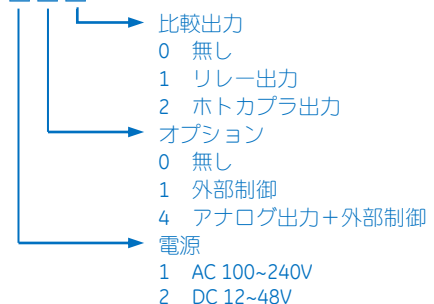 比較出力
0 無し
1 リレー出力
2 ホトカプラ出力
オプション
0 無し
1 外部制御
4 アナログ出力＋外部制御
電源
1 AC 100~240V
2 DC 12~48V